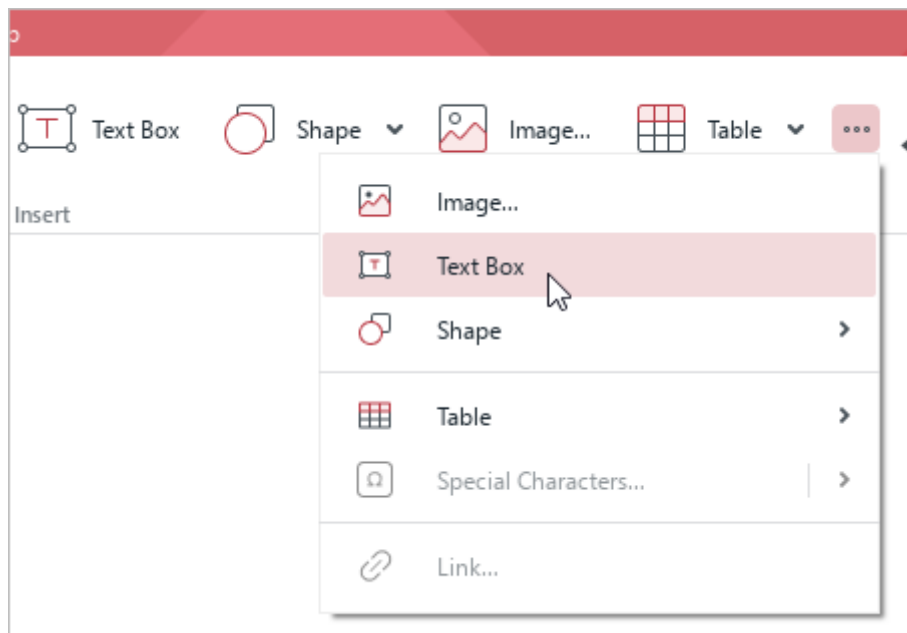 Text Box Shape Image... Table
Insert
Image...
Text Box
Shape
Table
Special Characters...
Link...